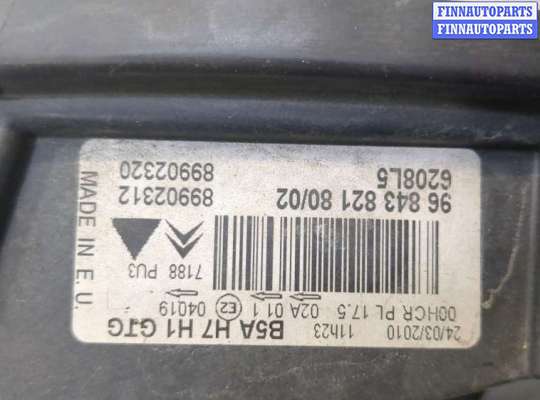 FINNAUTOPARTS
FINNAUTOPARTS
FINNAUTOPARTS
24/03/2010 11h23 B5A H7 H1 GTG
00HCR PL 17.5 02A 01 1 E2 04019
MADE IN E. U.
7188 PU3
96 843 821 80/02 89902312
6208L5 89902320